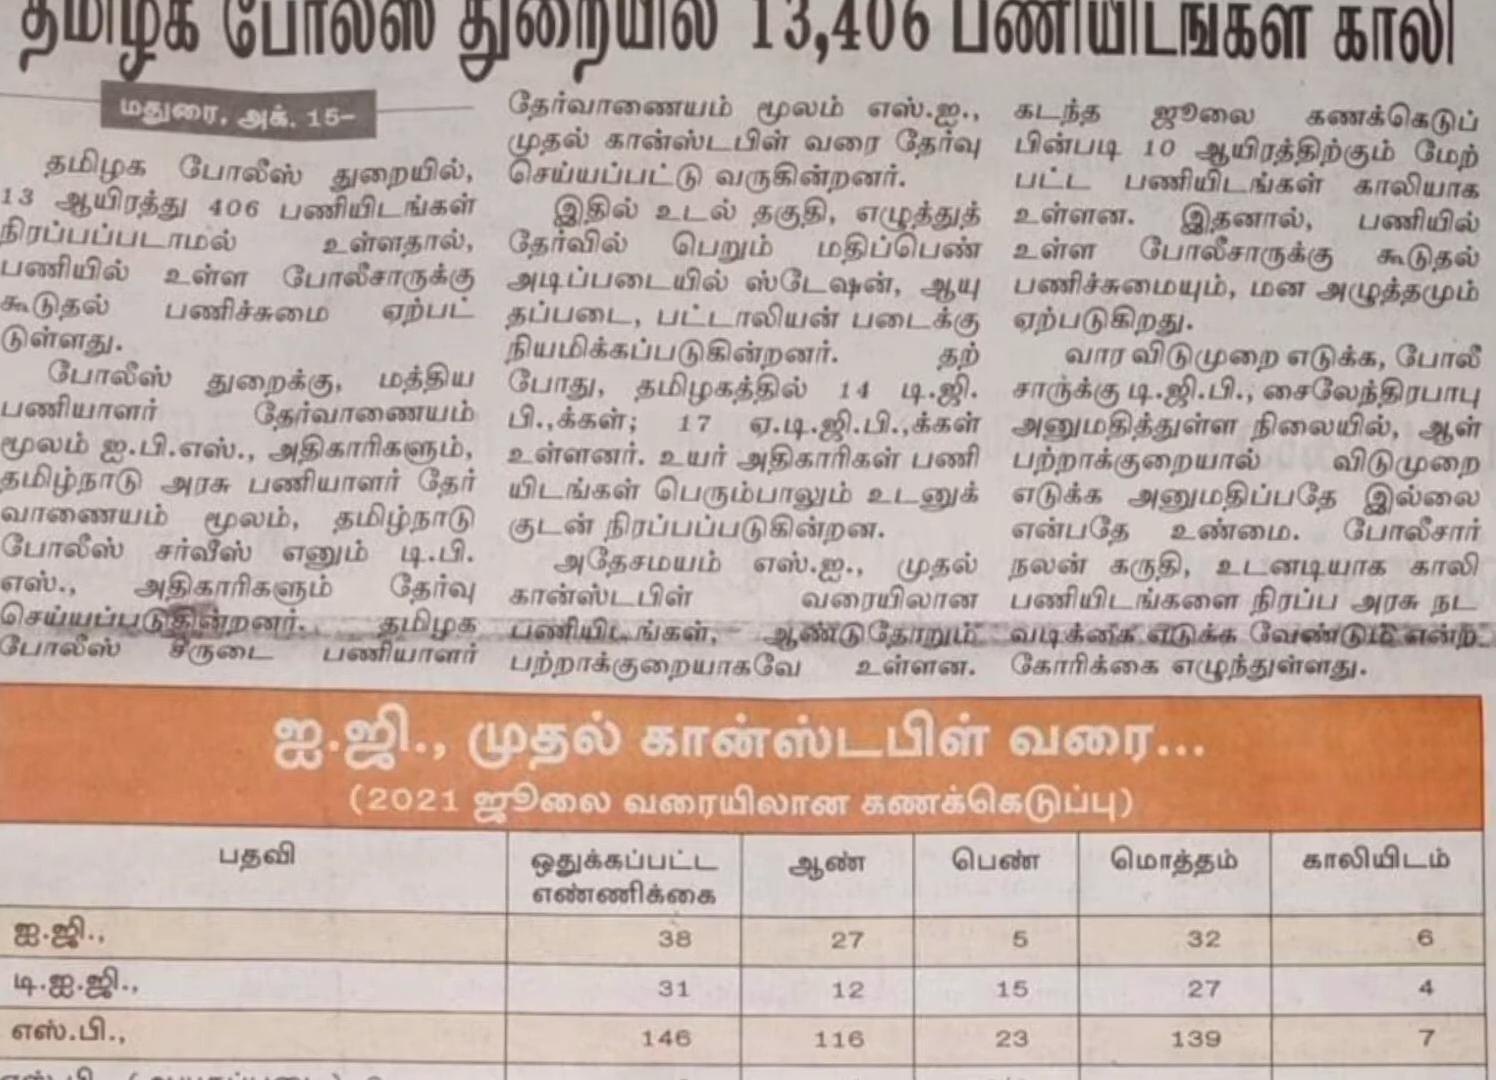 தமிழக போலீஸ் துறையில் 13,406 பணியிடங்கள் காலி
மதுரை, அக். 15–
தமிழக போலீஸ் துறையில்,
13 ஆயிரத்து 406 பணியிடங்கள்
நிரப்பப்படாமல் உள்ளதால்,
பணியில் உள்ள போலீசாருக்கு
கூடுதல் பணிச்சுமை ஏற்பட்
டுள்ளது.
போலீஸ் துறைக்கு, மத்திய
பணியாளர் தேர்வாணையம்
மூலம் ஐ.பி.எஸ்., அதிகாரிகளும்,
தமிழ்நாடு அரசு பணியாளர் தேர்
வாணையம் மூலம், தமிழ்நாடு
போலீஸ் சர்வீஸ் எனும் டி.பி.
எஸ்., அதிகாரிகளும் தேர்வு
செய்யப்படுகின்றனர். தமிழக
போலீஸ் சீருடை பணியாளர்
தேர்வாணையம் மூலம் எஸ்.ஐ.,
முதல் கான்ஸ்டபிள் வரை தேர்வு
செய்யப்பட்டு வருகின்றனர்.
இதில் உடல் தகுதி, எழுத்துத்
தேர்வில் பெறும் மதிப்பெண்
அடிப்படையில் ஸ்டேஷன், ஆயு
தப்படை, பட்டாலியன் படைக்கு
நியமிக்கப்படுகின்றனர். தற்
போது, தமிழகத்தில் 14 டி.ஜி.
பி.,க்கள்; 17 ஏ.டி.ஜி.பி.,க்கள்
உள்ளனர். உயர் அதிகாரிகள் பணி
யிடங்கள் பெரும்பாலும் உடனுக்
குடன் நிரப்பப்படுகின்றன.
அதேசமயம் எஸ்.ஐ., முதல்
கான்ஸ்டபிள் வரையிலான
பணியிடங்கள், ஆண்டுதோறும்
பற்றாக்குறையாகவே உள்ளன.
கடந்த ஜூலை கணக்கெடுப்
பின்படி 10 ஆயிரத்திற்கும் மேற்
பட்ட பணியிடங்கள் காலியாக
உள்ளன. இதனால், பணியில்
உள்ள போலீசாருக்கு கூடுதல்
பணிச்சுமையும், மன அழுத்தமும்
ஏற்படுகிறது.
வார விடுமுறை எடுக்க, போலீ
சாருக்கு டி.ஜி.பி., சைலேந்திரபாபு
அனுமதித்துள்ள நிலையில், ஆள்
பற்றாக்குறையால் விடுமுறை
எடுக்க அனுமதிப்பதே இல்லை
என்பதே உண்மை. போலீசார்
நலன் கருதி, உடனடியாக காலி
பணியிடங்களை நிரப்ப அரசு நட
வடிக்கை எடுக்க வேண்டும் என்ற
கோரிக்கை எழுந்துள்ளது.
ஐ.ஜி., முதல் கான்ஸ்டபிள் வரை...
(2021 ஜூலை வரையிலான கணக்கெடுப்பு)
பதவி ஒதுக்கப்பட்ட எண்ணிக்கை ஆண் பெண் மொத்தம் காலியிடம்
ஐ.ஜி., 38 27 5 32 6
டி.ஐ.ஜி., 31 12 15 27 4
எஸ்.பி., 146 116 23 139 7